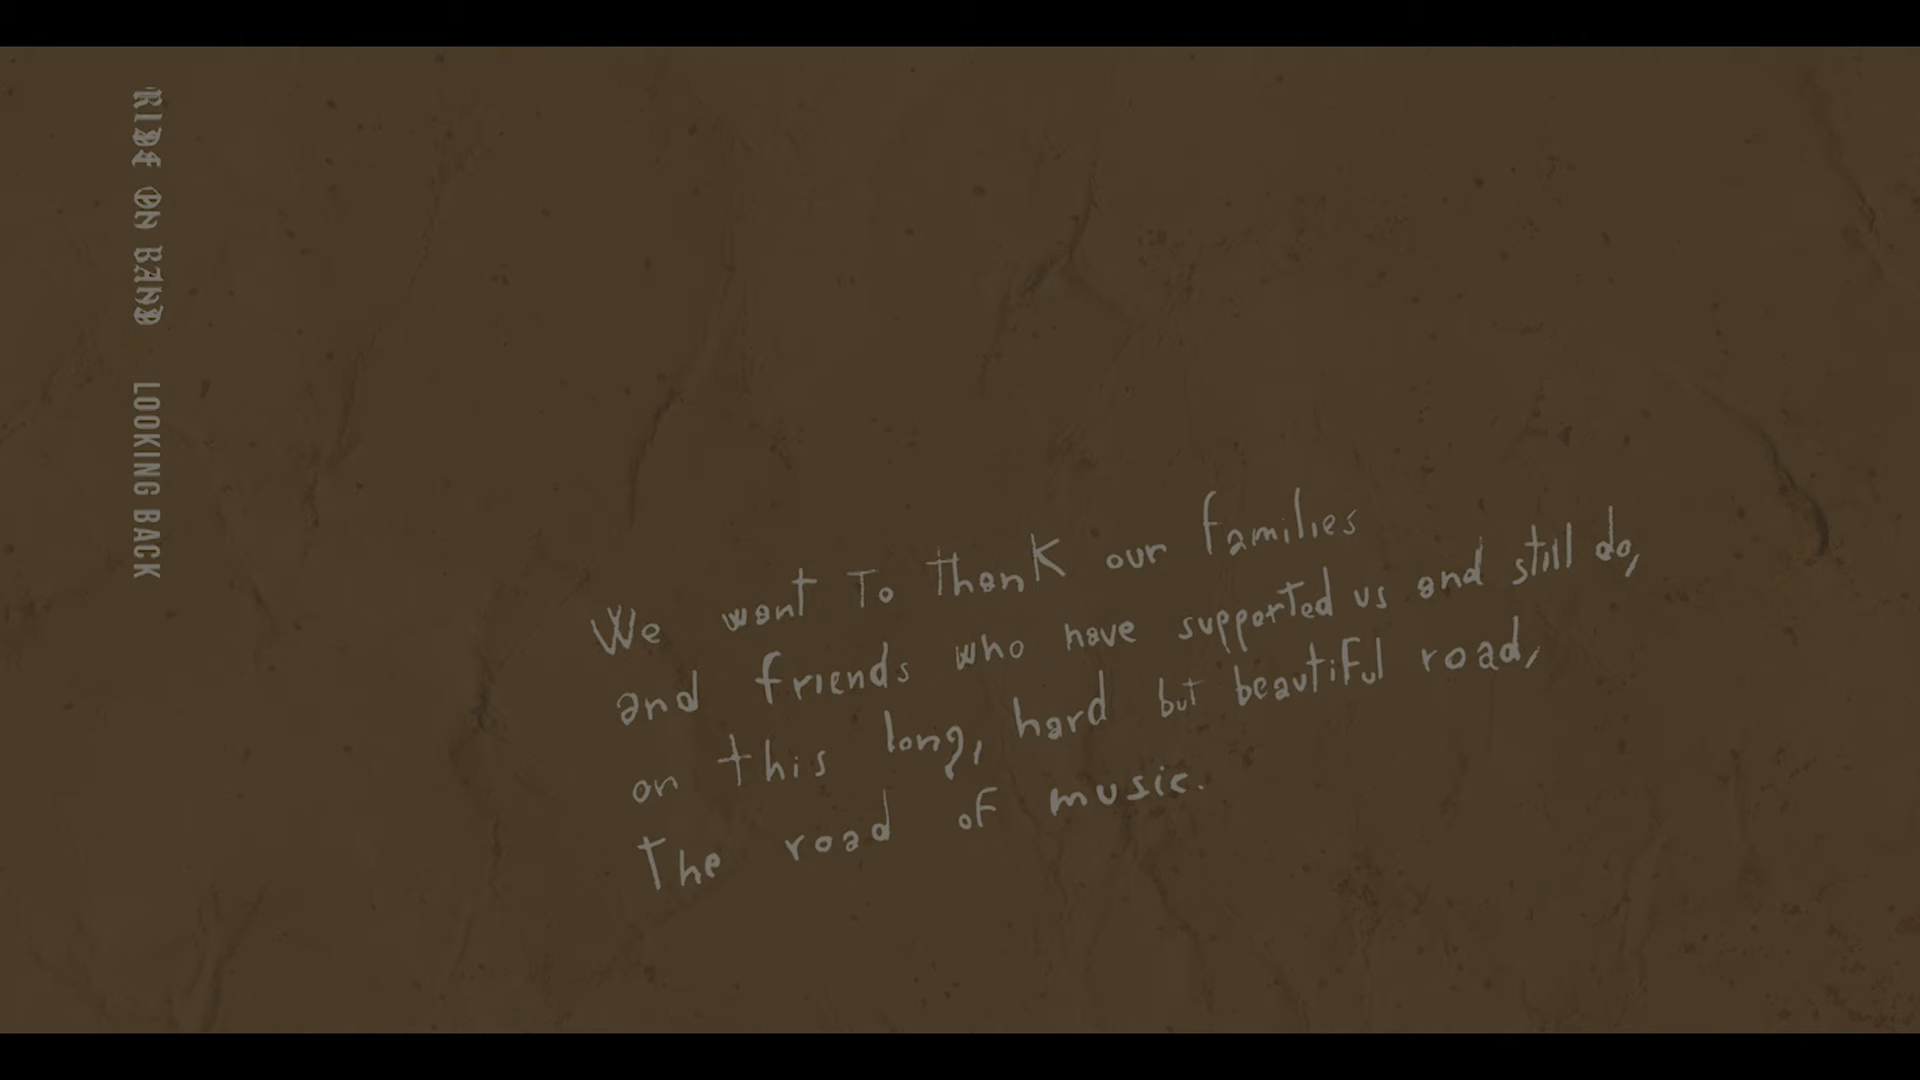 RIDE ON BAND LOOKING BACK
We want To thank our families
and friends who have supported us and still do,
on this long, hard but beautiful road,
The road of music.